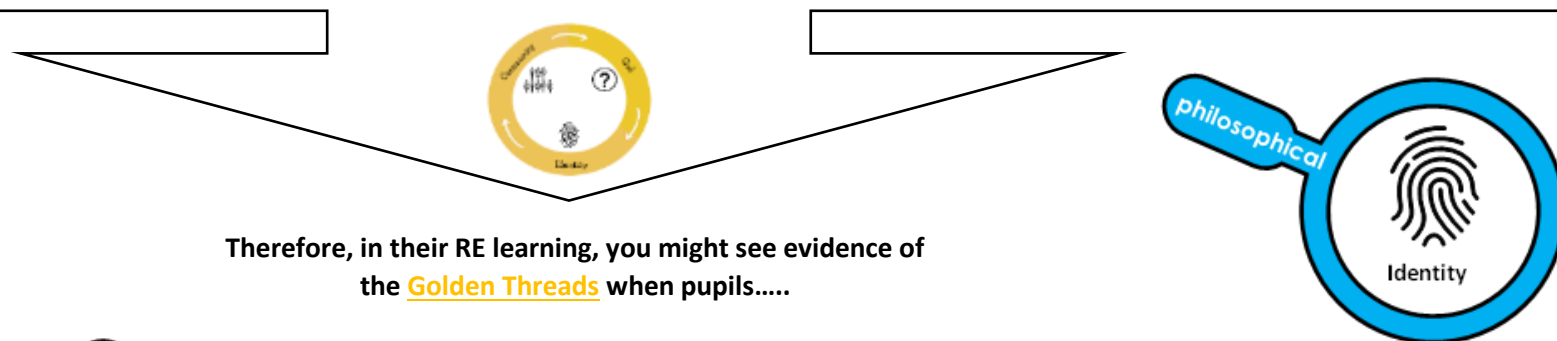 Community
God
Identity
philosophical
Identity
Therefore, in their RE learning, you might see evidence of
the Golden Threads when pupils…..